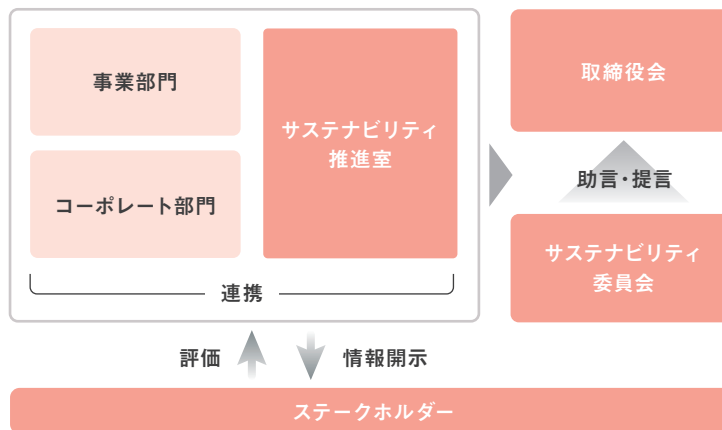 事業部門
コーポレート部門
サステナビリティ
推進室
連携
取締役会
助言・提言
サステナビリティ
委員会
評価
情報開示
ステークホルダー